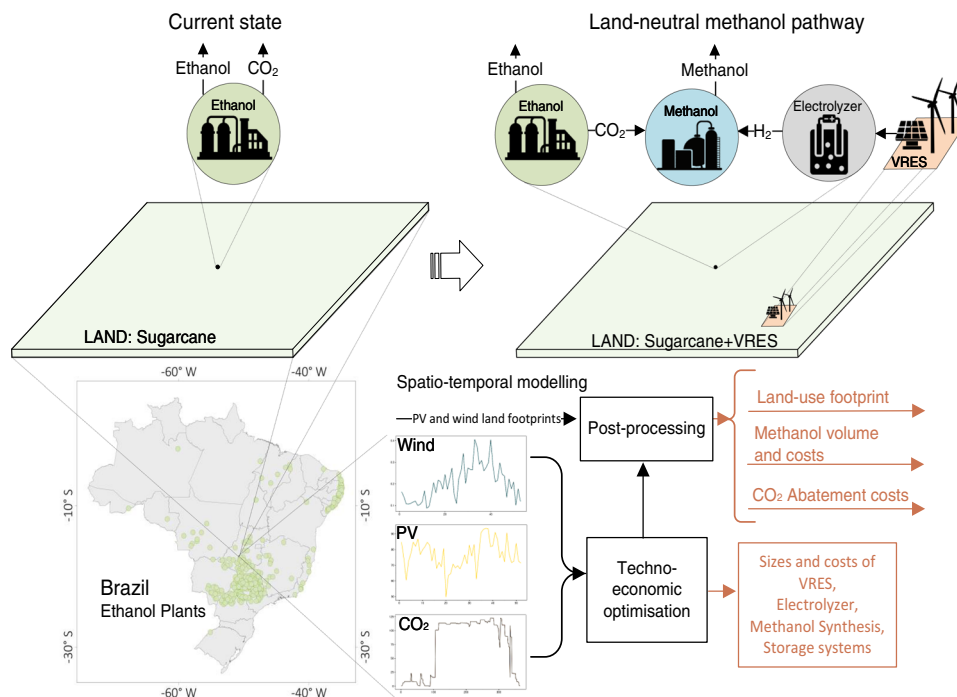 Current state
Land-neutral methanol pathway
Ethanol
CO₂
Ethanol
Ethanol
Methanol
Ethanol
CO₂
Methanol
H₂
Electrolyzer
VRES
LAND: Sugarcane
LAND: Sugarcane+VRES
-60° W
-40° W
-10° S
-30° S
-10° S
-30° S
-60° W
-40° W
Brazil
Ethanol Plants
Spatio-temporal modelling
PV and wind land footprints
Wind
PV
CO₂
Post-processing
Techno-
economic
optimisation
Land-use footprint
Methanol volume
and costs
CO₂ Abatement costs
Sizes and costs of
VRES,
Electrolyzer,
Methanol Synthesis,
Storage systems